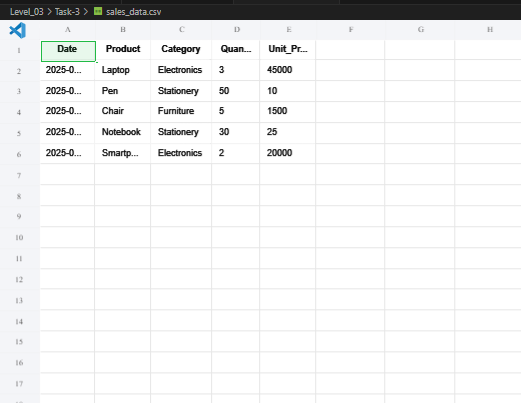 Level_03 > Task-3 > sales_data.csv
A B C D E F G H
1 Date Product Category Quan... Unit_Pr...
2 2025-0... Laptop Electronics 3 45000
3 2025-0... Pen Stationery 50 10
4 2025-0... Chair Furniture 5 1500
5 2025-0... Notebook Stationery 30 25
6 2025-0... Smartp... Electronics 2 20000
7
8
9
10
11
12
13
14
15
16
17